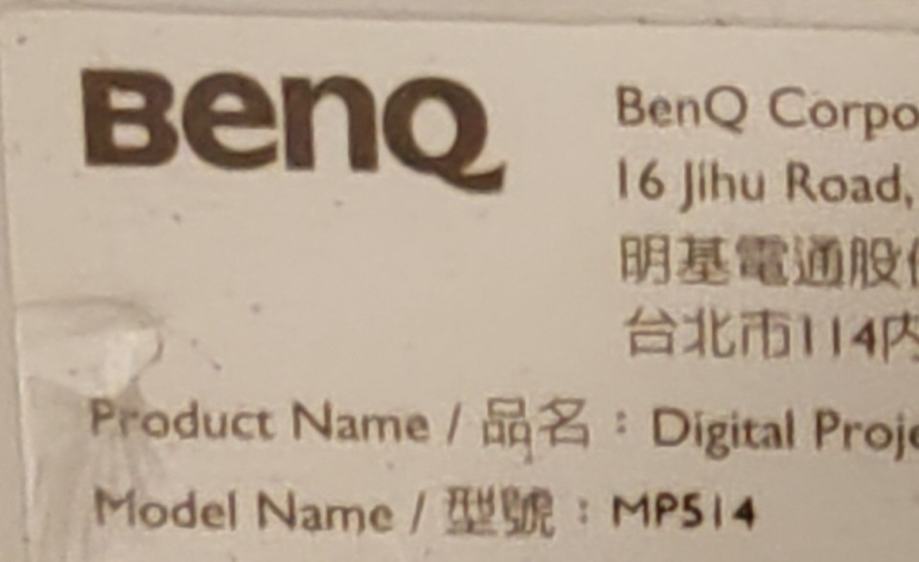 BenQ
BenQ Corpo
16 Jihu Road,
明基電通股
台北市114內
Product Name / 品名 : Digital Proje
Model Name / 型號 : MP514